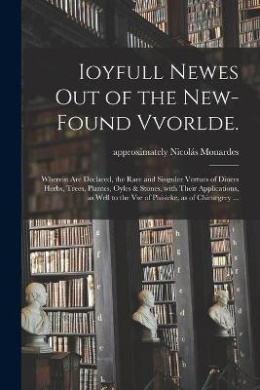 Ioyfull Newes
Out of the New-
Found Vvorlde.
approximately Nicolás Monardes
Wherein Are Declared, the Rare and Singuler Vertues of Diuers
Herbs, Trees, Plantes, Oyles & Stones, with Their Applications,
as Well to the Vse of Phisicke, as of Chirurgery ...